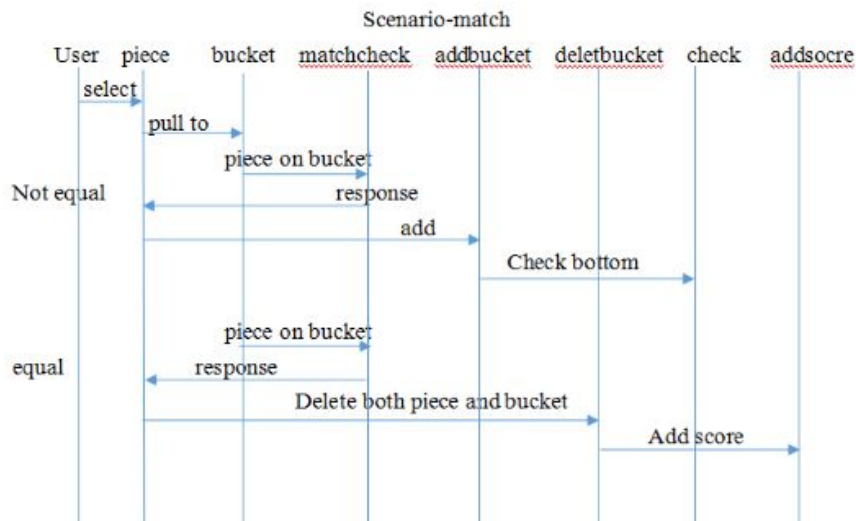 Scenario-match
User piece bucket matchcheck addbucket deletbucket check addsocre
select
pull to
piece on bucket
Not equal response
add
Check bottom
piece on bucket
equal response
Delete both piece and bucket
Add score